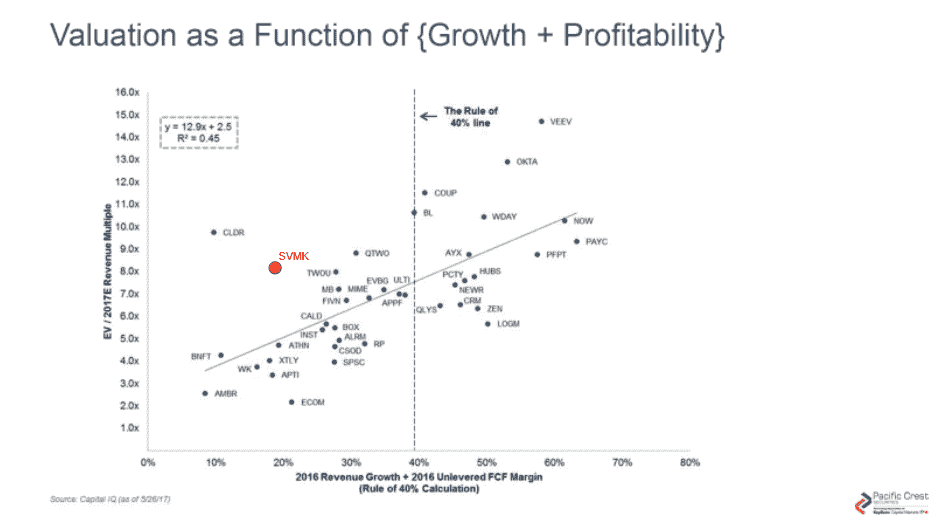 Valuation as a Function of {Growth + Profitability}
16.0x
15.0x
14.0x
13.0x
12.0x
11.0x
10.0x
9.0x
8.0x
7.0x
6.0x
5.0x
4.0x
3.0x
2.0x
1.0x
EV / 2017E Revenue Multiple
y = 12.9x + 2.5
R² = 0.45
The Rule of
40% line
VEEV
OKTA
COUP
BL
WDAY
NOW
CLDR
PAYC
QTWO
AYX
PFPT
SVMK
TWOU
EVBG
ULTI
PCTY
HUBS
MB
MIME
NEWR
FIVN
APPF
CRM
QLYS
ZEN
CALD
BOX
LOGM
INST
ALRM
ATHN
RP
CSOD
BNFT
XTLY
SPSC
WK
APTI
AMBR
ECOM
0%
10%
20%
30%
40%
50%
60%
70%
80%
2016 Revenue Growth + 2016 Unlevered FCF Margin
(Rule of 40% Calculation)
Source: Capital IQ (as of 5/26/17)
Pacific Crest
SECURITIES
KeyBanc Capital Markets